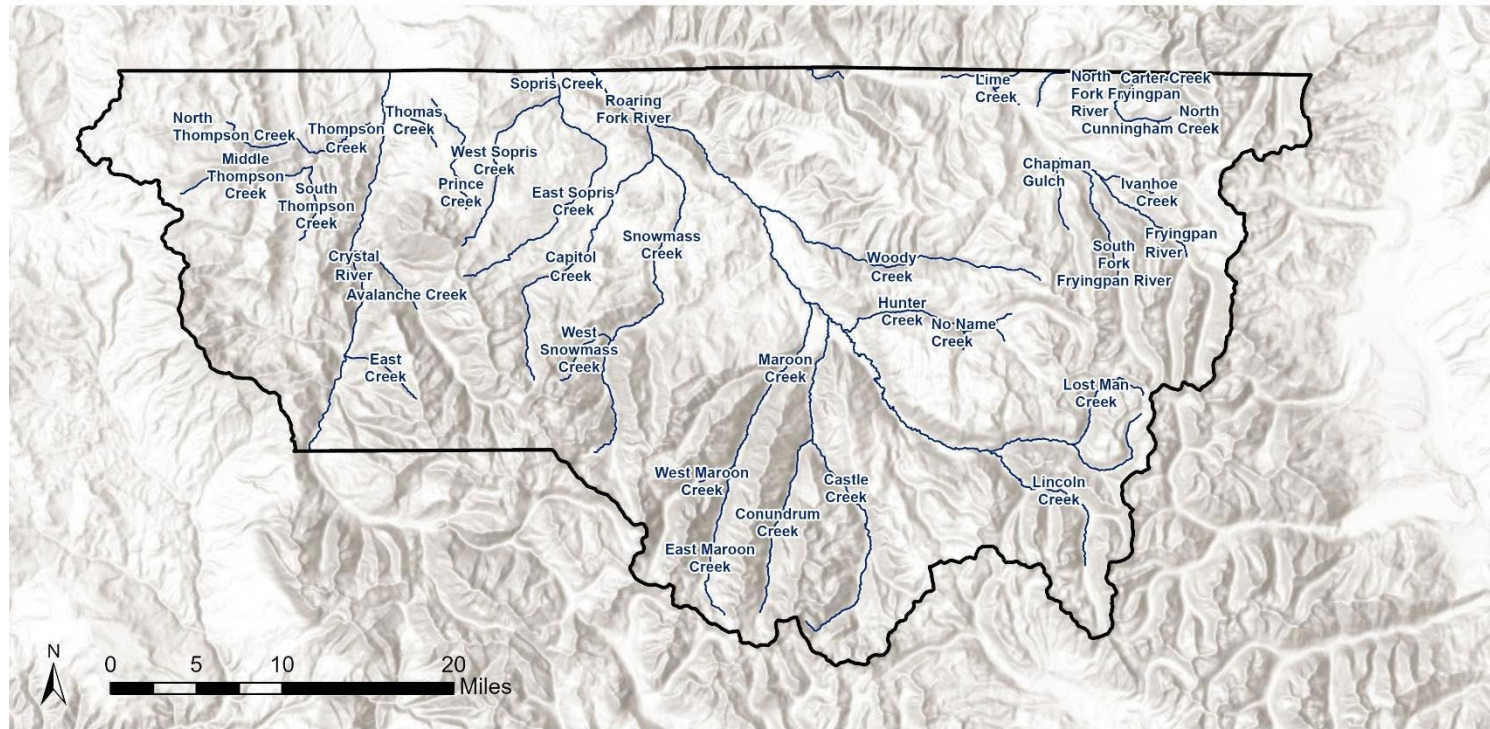 Sopris Creek
Roaring
Fork River
Lime
Creek
North
Fork Fryingpan
River
Carter Creek
North
Cunningham Creek
North
Thompson Creek
Thompson
Creek
Thomas
Creek
Middle
Thompson
Creek
South
Thompson
Creek
West Sopris
Creek
Prince
Creek
East Sopris
Creek
Chapman
Gulch
Ivanhoe
Creek
Fryingpan
River
South
Fork
Fryingpan River
Crystal
River
Avalanche Creek
Capitol
Creek
Snowmass
Creek
Woody
Creek
Hunter
Creek
No Name
Creek
West
Snowmass
Creek
East
Creek
Maroon
Creek
Lost Man
Creek
West Maroon
Creek
Castle
Creek
Conundrum
Creek
Lincoln
Creek
East Maroon
Creek
N
0 5 10 20
Miles